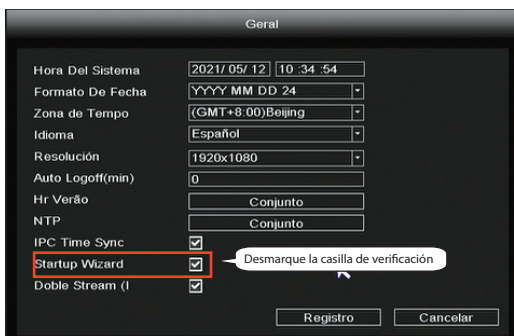 Geral
Hora Del Sistema 2021/ 05/ 12 10 :34 :54
Formato De Fecha YYYY MM DD 24
Zona de Tempo (GMT+8:00)Beijing
Idioma Español
Resolución 1920x1080
Auto Logoff(min) 0
Hr Verão Conjunto
NTP Conjunto
IPC Time Sync
Startup Wizard Desmarque la casilla de verificación
Doble Stream (I
Registro Cancelar